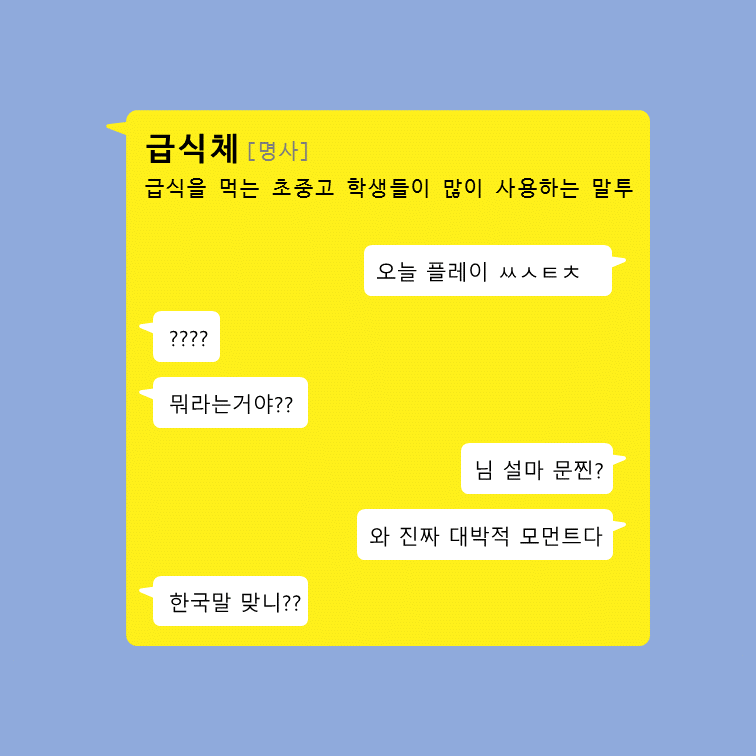 급식체 [명사]
급식을 먹는 초중고 학생들이 많이 사용하는 말투
오늘 플레이 ㅆㅅㅌㅊ
????
뭐라는거야??
님 설마 문찐?
와 진짜 대박적 모먼트다
한국말 맞니??